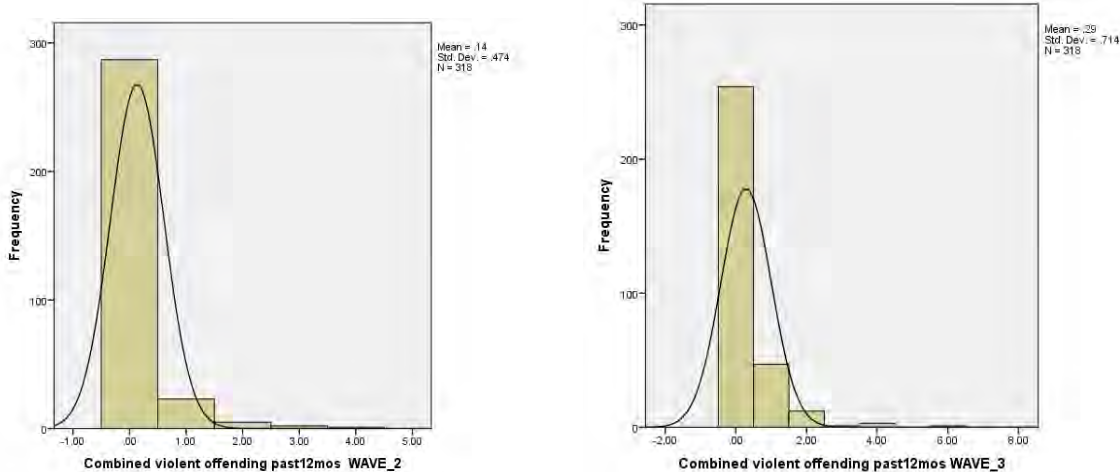 Mean = .14
Std. Dev. = .474
N = 318
Frequency
300
200
100
0
-1.00 .00 1.00 2.00 3.00 4.00 5.00
Combined violent offending past12mos WAVE_2
Mean = .29
Std. Dev. = .714
N = 318
Frequency
300
200
100
0
-2.00 .00 2.00 4.00 6.00 8.00
Combined violent offending past12mos WAVE_3